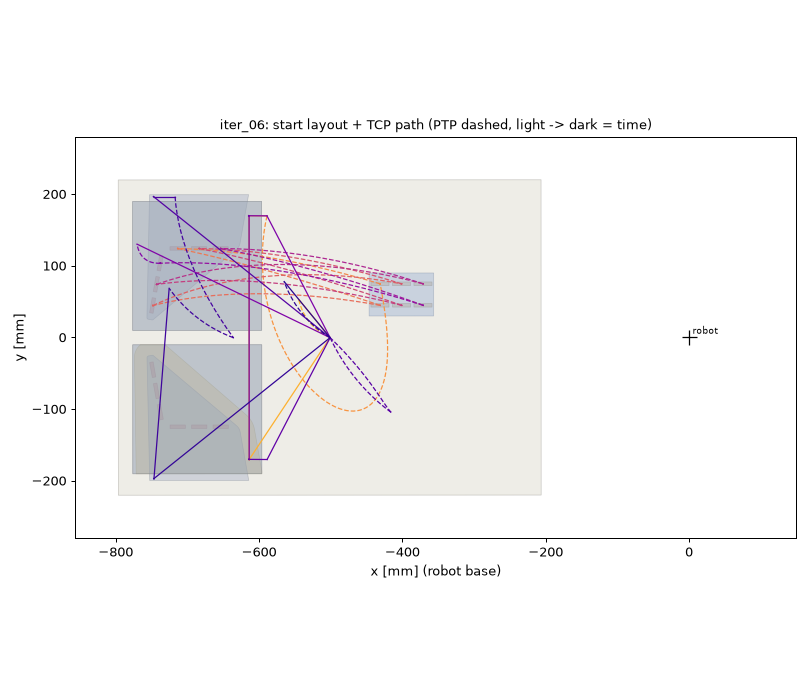 iter_06: start layout + TCP path (PTP dashed, light -> dark = time)
200
100
0
−100
−200
y [mm]
robot
−800
−600
−400
−200
0
x [mm] (robot base)